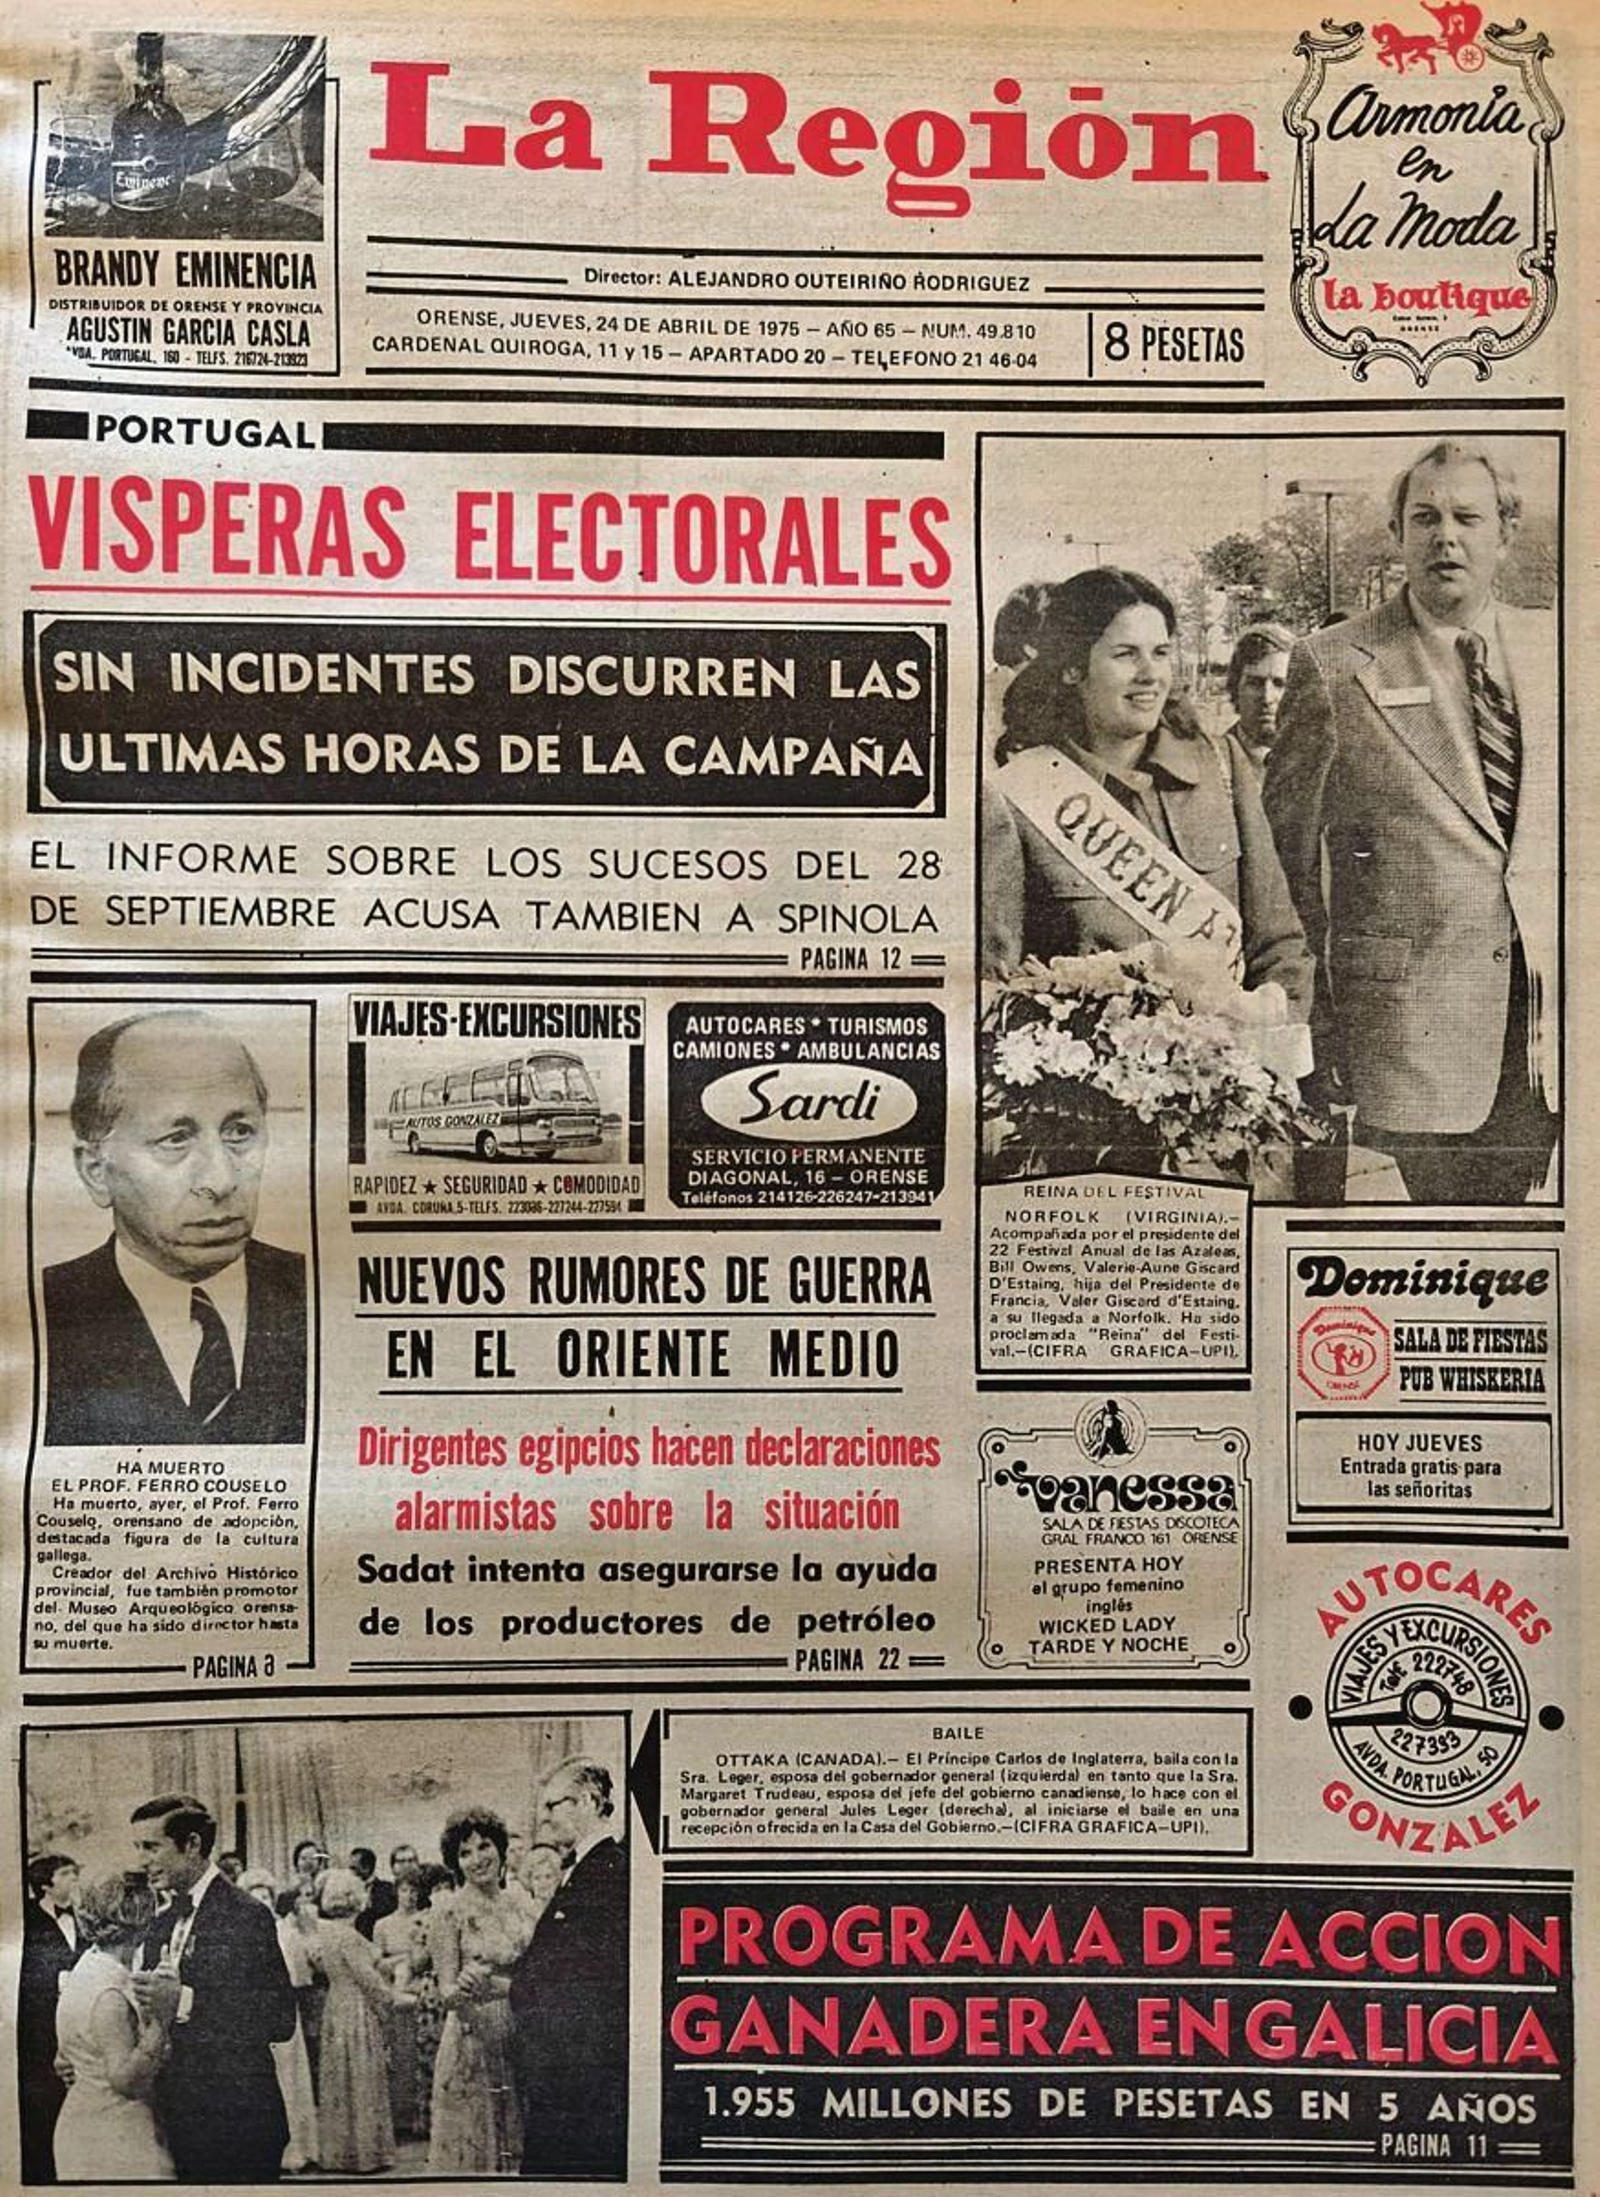 Eminenc
BRANDY EMINENCIA
DISTRIBUIDOR DE ORENSE Y PROVINCIA
AGUSTIN GARCIA CASLA
VDA. PORTUGAL, 160 - TELFS. 216724-213923
La Región
Director: ALEJANDRO OUTEIRIÑO RODRIGUEZ
ORENSE, JUEVES, 24 DE ABRIL DE 1975 — AÑO 65 — NUM. 49.810
CARDENAL QUIROGA, 11 y 15 — APARTADO 20 — TELEFONO 21 46-04
8 PESETAS
Armonía
en
La Moda
la boutique
ORENSE
PORTUGAL
VISPERAS ELECTORALES
SIN INCIDENTES DISCURREN LAS
ULTIMAS HORAS DE LA CAMPAÑA
EL INFORME SOBRE LOS SUCESOS DEL 28
DE SEPTIEMBRE ACUSA TAMBIEN A SPINOLA
PAGINA 12
QUEEN AZ
REINA DEL FESTIVAL
NORFOLK (VIRGINIA).—
Acompañada por el presidente del
22 Festival Anual de las Azaleas,
Bill Owens, Valerie-Aune Giscard
D'Estaing, hija del Presidente de
Francia, Valer Giscard d'Estaing,
a su llegada a Norfolk. Ha sido
proclamada "Reina" del Festi-
val.—(CIFRA GRAFICA—UPI).
HA MUERTO
EL PROF. FERRO COUSELO
Ha muerto, ayer, el Prof. Ferro
Couselo, orensano de adopción,
destacada figura de la cultura
gallega.
Creador del Archivo Histórico
provincial, fue también promotor
del Museo Arqueológico orensa-
no, del que ha sido director hasta
su muerte.
PAGINA
VIAJES-EXCURSIONES
AUTOS GONZALEZ
RAPIDEZ ★ SEGURIDAD ★ COMODIDAD
AVDA. CORUÑA,5-TELFS. 223086-227244-227594
AUTOCARES * TURISMOS
CAMIONES * AMBULANCIAS
Sardi
SERVICIO PERMANENTE
DIAGONAL, 16 — ORENSE
Teléfonos 214126-226247-213941
NUEVOS RUMORES DE GUERRA
EN EL ORIENTE MEDIO
Dirigentes egipcios hacen declaraciones
alarmistas sobre la situación
Sadat intenta asegurarse la ayuda
de los productores de petróleo
PAGINA 22
vanessa
SALA DE FIESTAS DISCOTECA
GRAL FRANCO, 161 ORENSE
PRESENTA HOY
el grupo femenino
inglés
WICKED LADY
TARDE Y NOCHE
Dominique
Dominique
ORENSE
SALA DE FIESTAS
PUB WHISKERIA
HOY JUEVES
Entrada gratis para
las señoritas
AUTOCARES
VIAJES Y EXCURSIONES
Telf. 222748
227393
AVDA. PORTUGAL, 50
GONZALEZ
BAILE
OTTAKA (CANADA).— El Príncipe Carlos de Inglaterra, baila con la
Sra. Leger, esposa del gobernador general (izquierda) en tanto que la Sra.
Margaret Trudeau, esposa del jefe del gobierno canadiense, lo hace con el
gobernador general Jules Leger (derecha), al iniciarse el baile en una
recepción ofrecida en la Casa del Gobierno.—(CIFRA GRAFICA—UPI).
PROGRAMA DE ACCION
GANADERA EN GALICIA
1.955 MILLONES DE PESETAS EN 5 AÑOS
PAGINA 11